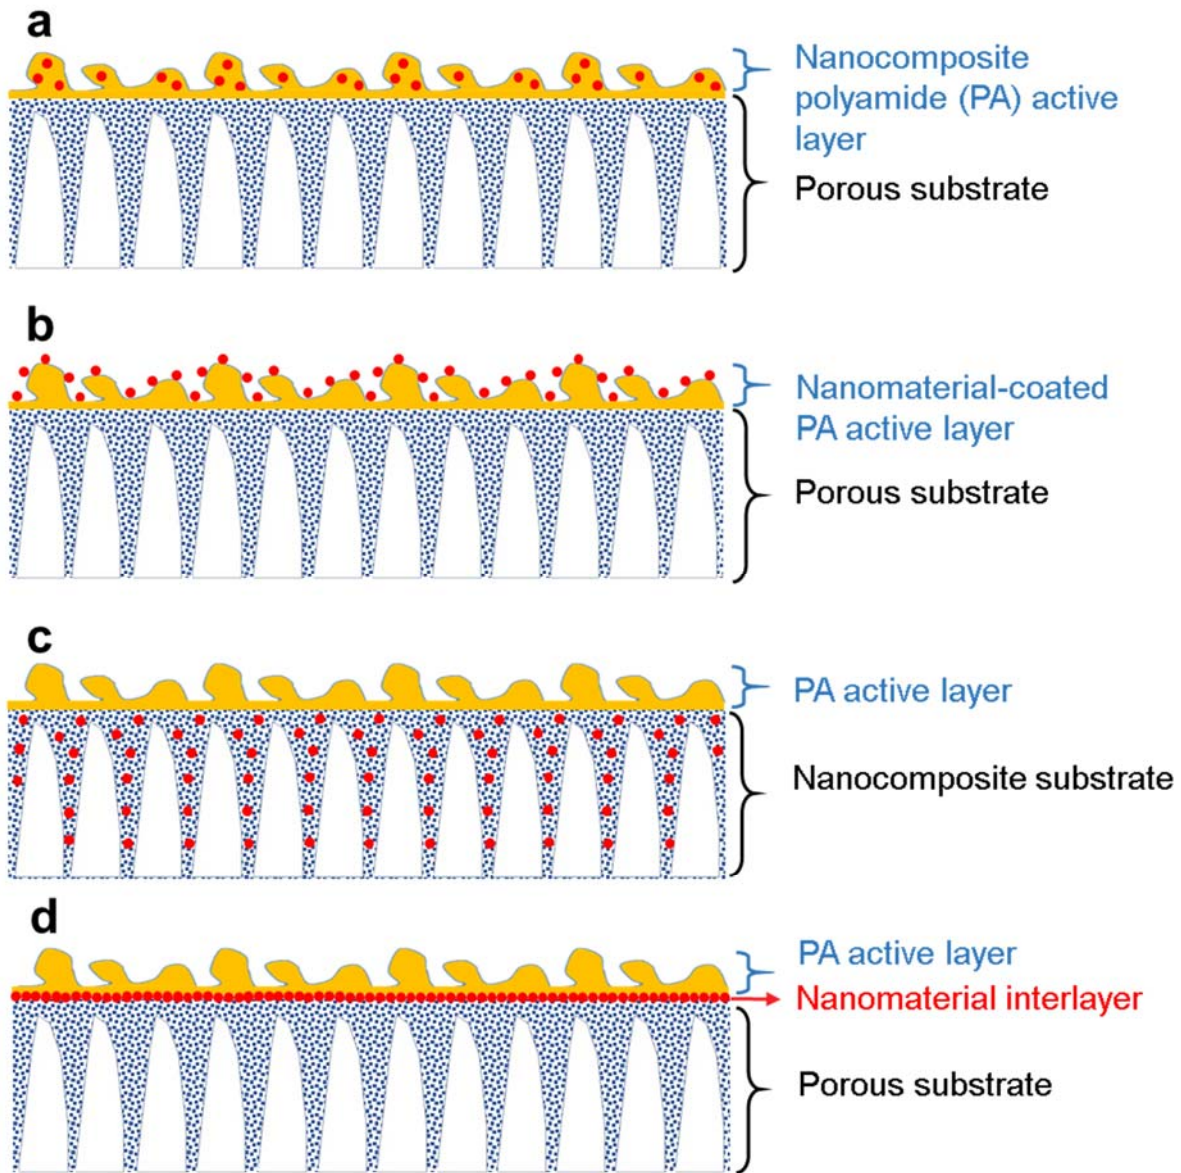 a
Nanocomposite
polyamide (PA) active
layer
Porous substrate
b
Nanomaterial-coated
PA active layer
Porous substrate
c
PA active layer
Nanocomposite substrate
d
PA active layer
Nanomaterial interlayer
Porous substrate